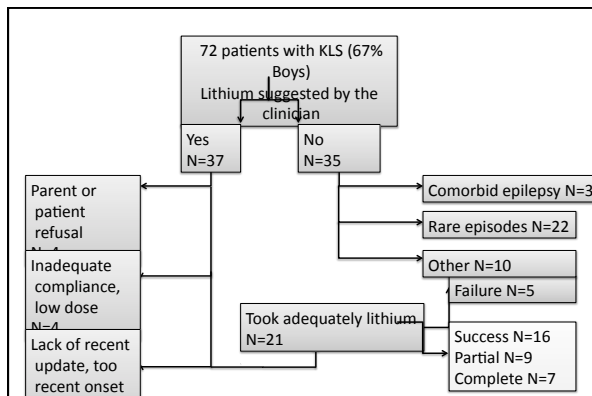 72 patients with KLS (67%
Boys)
Lithium suggested by the
clinician
Yes
N=37
No
N=35
Parent or
patient
refusal
Comorbid epilepsy N=3
Rare episodes N=22
Inadequate
compliance,
low dose
N=4
Other N=10
Failure N=5
Took adequately lithium
N=21
Lack of recent
update, too
recent onset
Success N=16
Partial N=9
Complete N=7